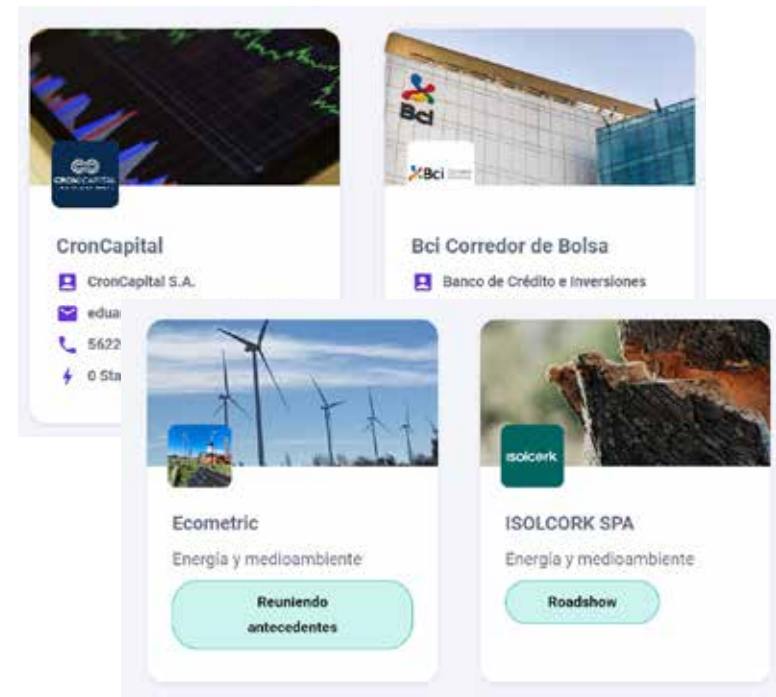 Bci
CRONCAPITAL
Bci
CronCapital
Bci Corredor de Bolsa
CronCapital S.A.
Banco de Crédito e Inversiones
edua
5622
0 Sta
isolcork
Ecometric
ISOLCORK SPA
Energía y medioambiente
Energía y medioambiente
Reuniendo
antecedentes
Roadshow